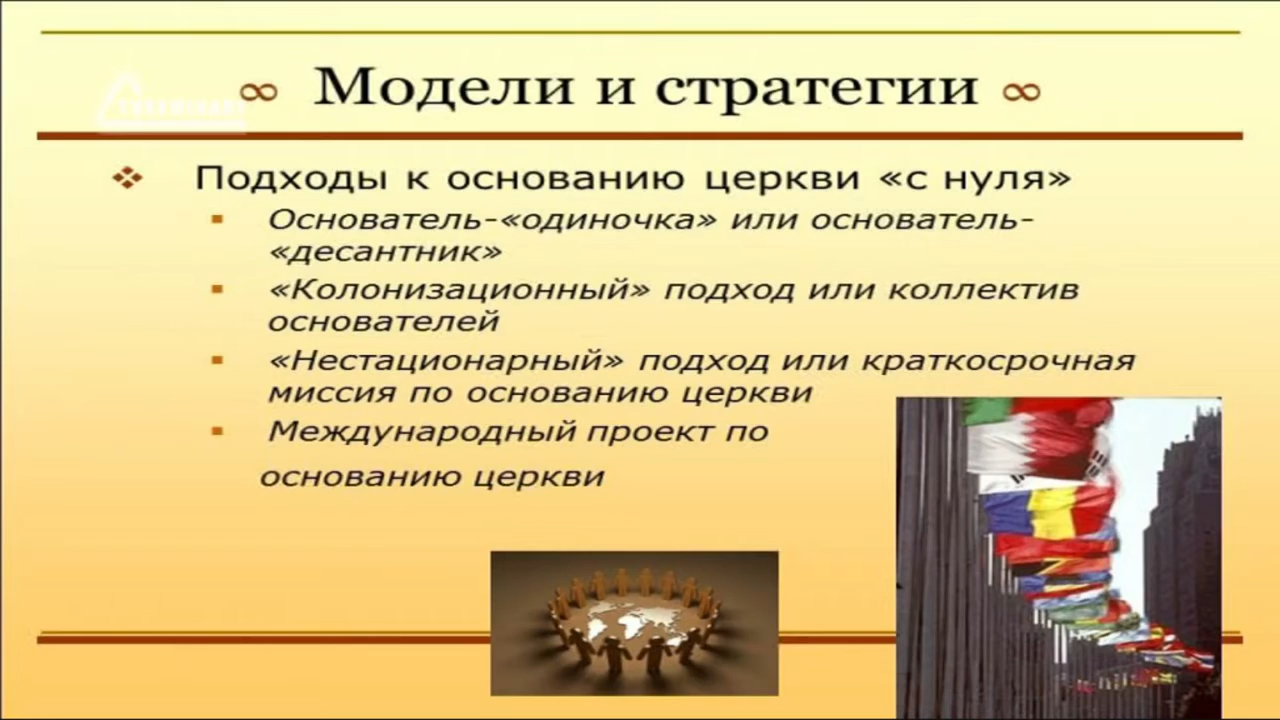 ∞ Модели и стратегии ∞
Подходы к основанию церкви «с нуля»
Основатель-«одиночка» или основатель-
«десантник»
«Колонизационный» подход или коллектив
основателей
«Нестационарный» подход или краткосрочная
миссия по основанию церкви
Международный проект по
основанию церкви